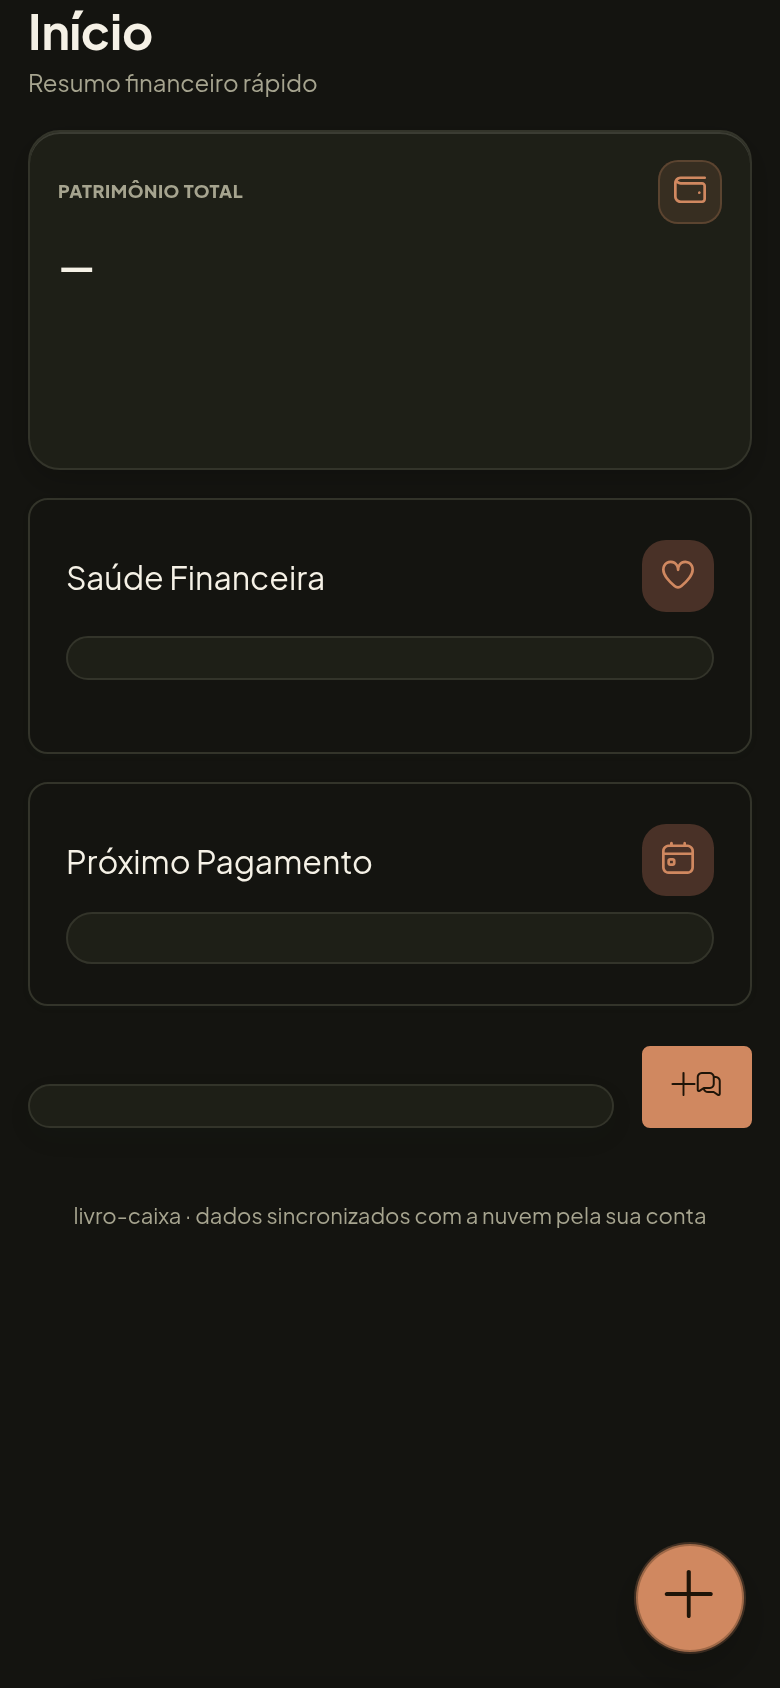 Início
Resumo financeiro rápido
PATRIMÔNIO TOTAL
—
Saúde Financeira
Próximo Pagamento
livro-caixa · dados sincronizados com a nuvem pela sua conta